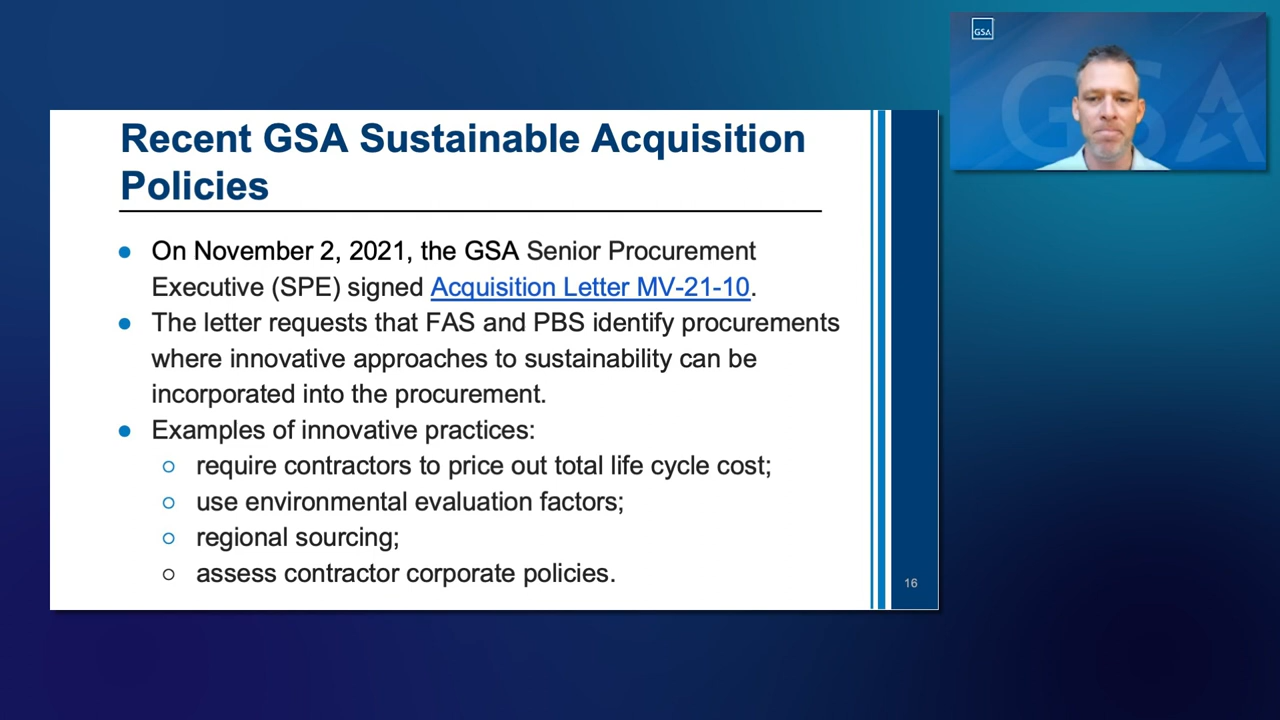 Recent GSA Sustainable Acquisition
Policies
● On November 2, 2021, the GSA Senior Procurement
Executive (SPE) signed Acquisition Letter MV-21-10.
● The letter requests that FAS and PBS identify procurements
where innovative approaches to sustainability can be
incorporated into the procurement.
● Examples of innovative practices:
○ require contractors to price out total life cycle cost;
○ use environmental evaluation factors;
○ regional sourcing;
○ assess contractor corporate policies.
16
GSA
GSA